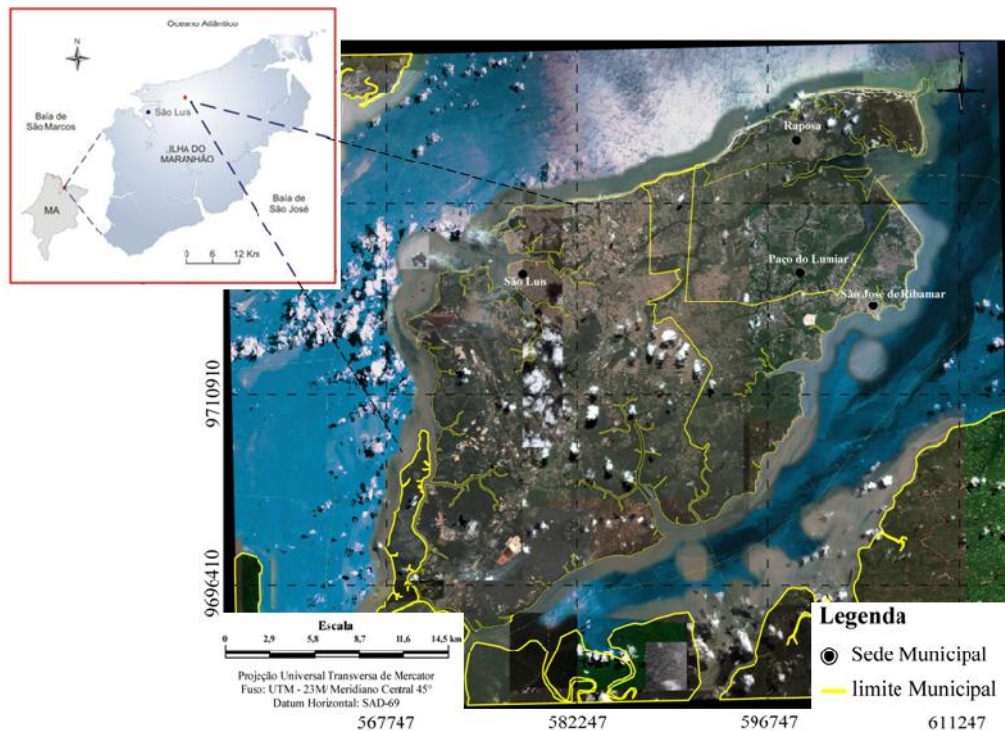 Oceano Atlântico
N
Baía de
São Marcos
São Luís
ILHA DO
MARANHÃO
MA
Baía de
São José
0 6 12 Km
Raposa
Paço do Lumiar
São Luís
São José de Ribamar
9710910
9696410
Escala
0 2,9 5,8 8,7 11,6 14,5 km
Projeção Universal Transversa de Mercator
Fuso: UTM - 23M/ Meridiano Central 45°
Datum Horizontal: SAD-69
Legenda
Sede Municipal
limite Municipal
567747 582247 596747 611247